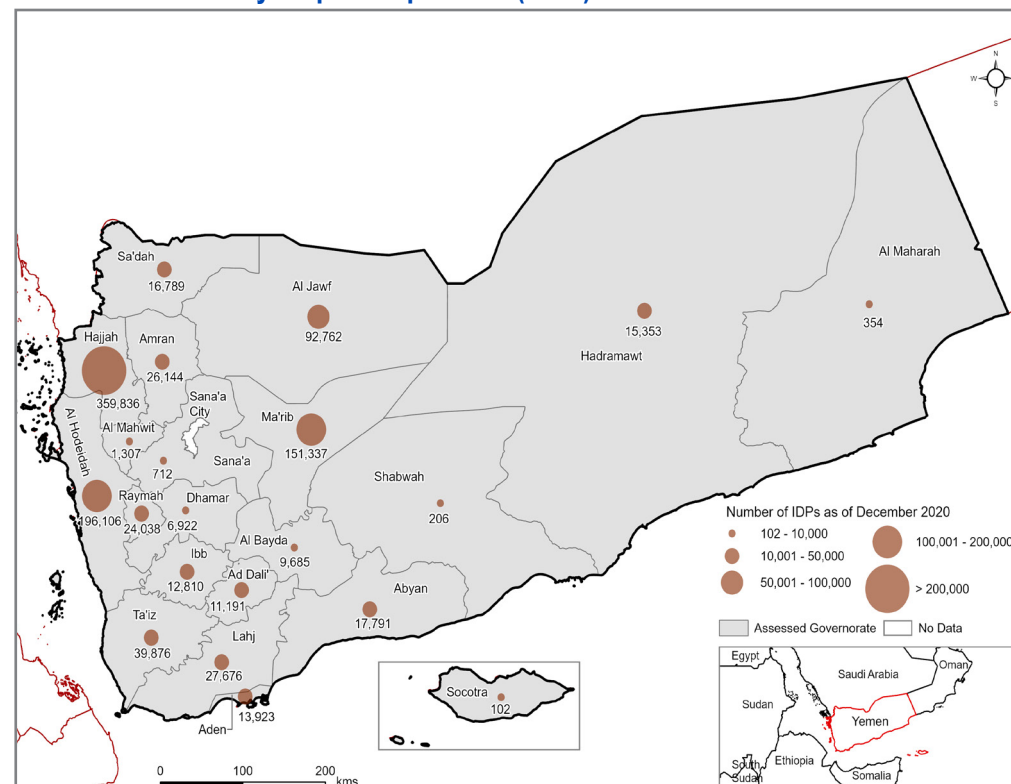 N
W
S
Sa'dah
16,789
Al Jawf
92,762
Al Maharah
354
15,353
Hadramawt
Hajjah
359,836
Amran
26,144
Sana'a
City
Al Mahwit
1,307
Al Hodeidah
196,106
712
Sana'a
Ma'rib
151,337
Shabwah
206
Raymah
24,038
Dhamar
6,922
Al Bayda
9,685
Ibb
12,810
Ad Dali'
11,191
Abyan
17,791
Ta'iz
39,876
Lahj
27,676
Aden
13,923
Socotra
102
Number of IDPs as of December 2020
102 - 10,000
10,001 - 50,000
50,001 - 100,000
100,001 - 200,000
> 200,000
Assessed Governorate
No Data
Egypt
Saudi Arabia
Oman
Sudan
Yemen
South
Sudan
Ethiopia
Somalia
0 100 200
kms